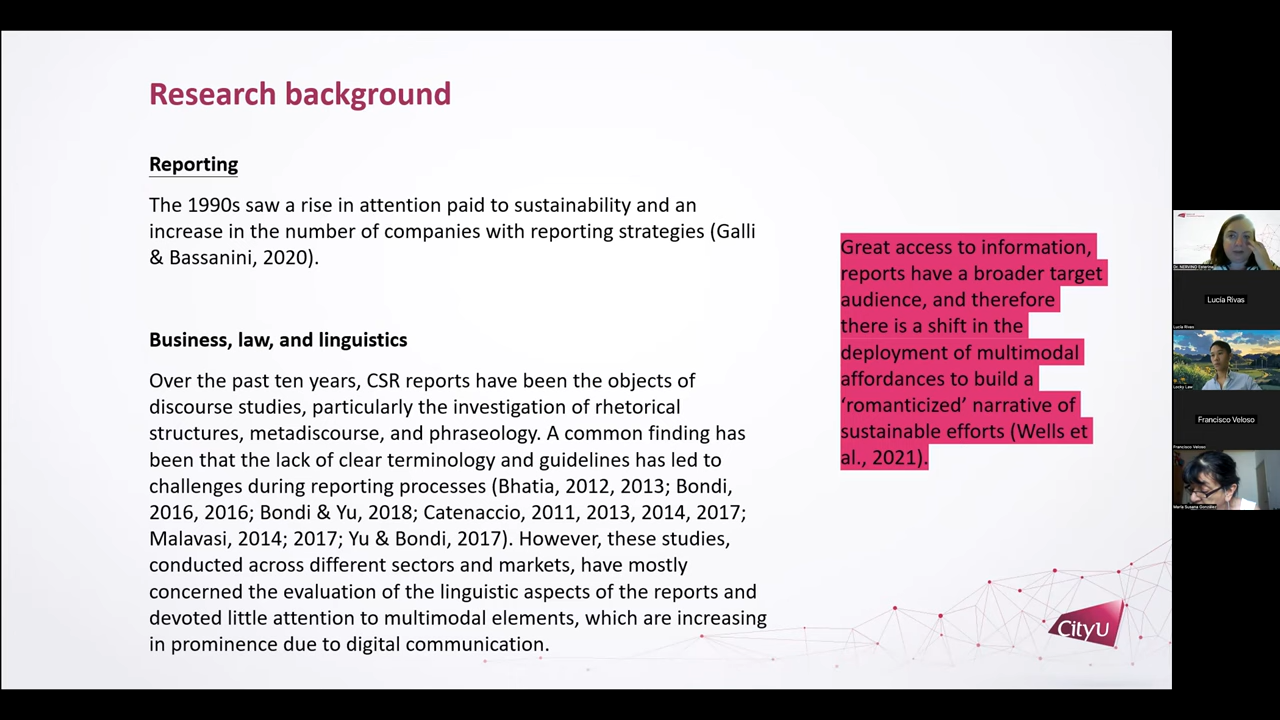 Research background
Reporting
The 1990s saw a rise in attention paid to sustainability and an
increase in the number of companies with reporting strategies (Galli
& Bassanini, 2020).
Business, law, and linguistics
Over the past ten years, CSR reports have been the objects of
discourse studies, particularly the investigation of rhetorical
structures, metadiscourse, and phraseology. A common finding has
been that the lack of clear terminology and guidelines has led to
challenges during reporting processes (Bhatia, 2012, 2013; Bondi,
2016, 2016; Bondi & Yu, 2018; Catenaccio, 2011, 2013, 2014, 2017;
Malavasi, 2014; 2017; Yu & Bondi, 2017). However, these studies,
conducted across different sectors and markets, have mostly
concerned the evaluation of the linguistic aspects of the reports and
devoted little attention to multimodal elements, which are increasing
in prominence due to digital communication.
Great access to information,
reports have a broader target
audience, and therefore
there is a shift in the
deployment of multimodal
affordances to build a
‘romanticized’ narrative of
sustainable efforts (Wells et
al., 2021).
CityU
Lucía Rivas
Lucía Rivas
Locky Law
Francisco Veloso
Francisco Veloso